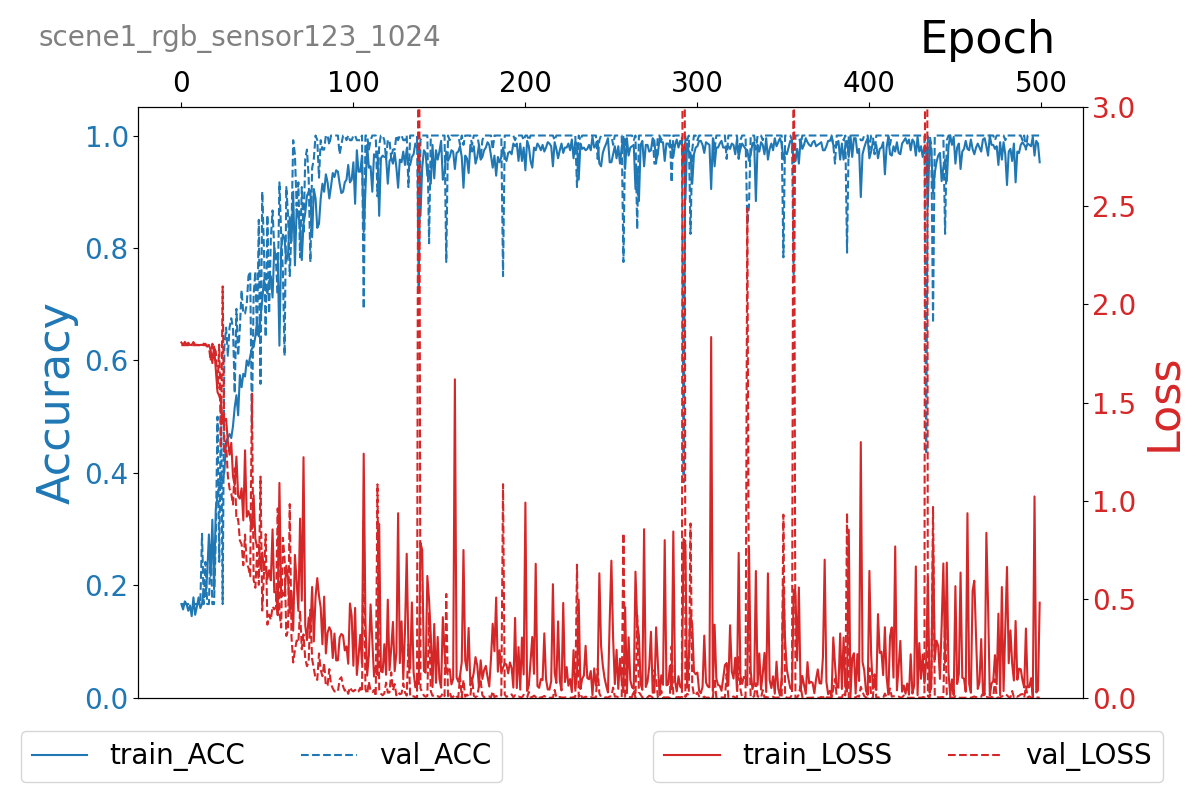 scene1_rgb_sensor123_1024
Epoch
0 100 200 300 400 500
1.0
0.8
0.6
0.4
0.2
0.0
Accuracy
3.0
2.5
2.0
1.5
1.0
0.5
0.0
Loss
train_ACC val_ACC
train_LOSS val_LOSS